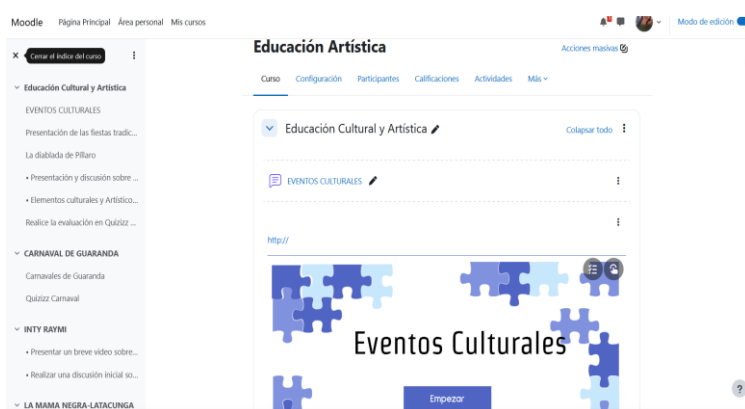 Moodle Página Principal Área personal Mis cursos Modo de edición
Cerrar el índice del curso
Educación Cultural y Artística
EVENTOS CULTURALES
Presentación de las fiestas tradic...
La diablada de Píllaro
• Presentación y discusión sobre ...
• Elementos culturales y Artístico...
Realice la evaluación en Quizizz ...
CARNAVAL DE GUARANDA
Carnavales de Guaranda
Quizizz Carnaval
INTY RAYMI
• Presentar un breve video sobre...
• Realizar una discusión inicial so...
LA MAMA NEGRA-LATACUNGA
Educación Artística
Acciones masivas
Curso Configuración Participantes Calificaciones Actividades Más
Educación Cultural y Artística
Colapsar todo
EVENTOS CULTURALES
http://
Eventos Culturales
Empezar
?